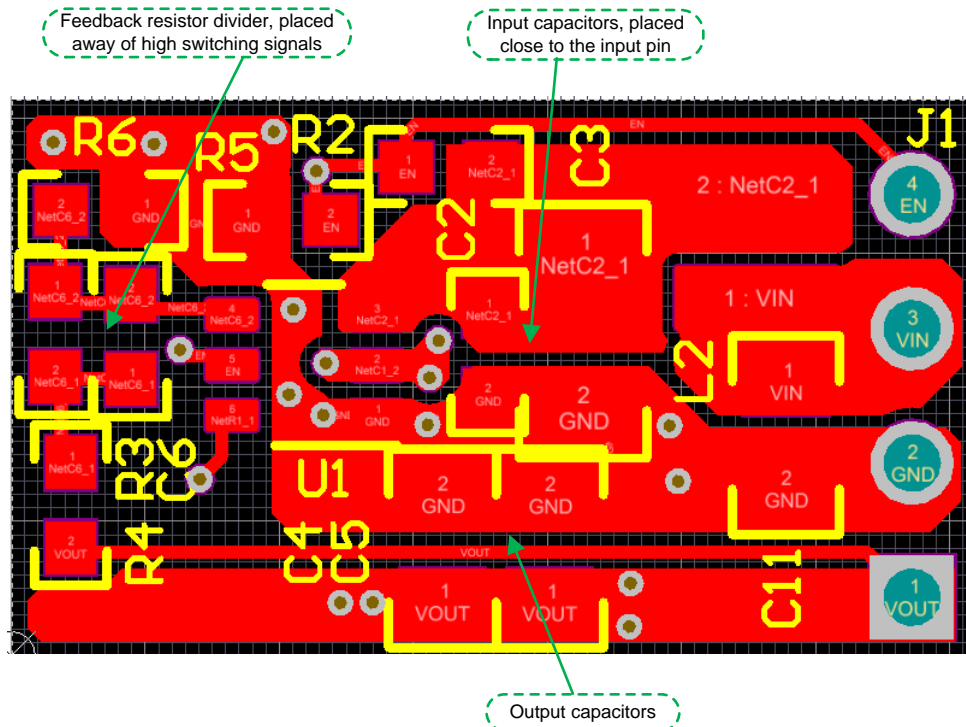 Feedback resistor divider, placed
away of high switching signals
Input capacitors, placed
close to the input pin
R6
R5
R2
C3
J1
EN
EN
EN
1
EN
2
NetC2_1
2 : NetC2_1
4
EN
2
NetC6_2
1
GND
1
GND
2
EN
C2
1
NetC2_1
1
NetC6_2
2
NetC6_2
4
NetC6_2
3
NetC2_1
NetC2_1
1 : VIN
3
VIN
5
EN
2
NetC1_2
L2
2
NetC6_1
1
NetC6_1
1
VIN
6
NetR1_1
1
GND
2
GND
2
GND
1
NetC6_1
R3
C6
U1
2
GND
2
GND
2
GND
2
GND
2
VOUT
R4
C4
C5
VOUT
C11
1
VOUT
1
VOUT
1
VOUT
Output capacitors